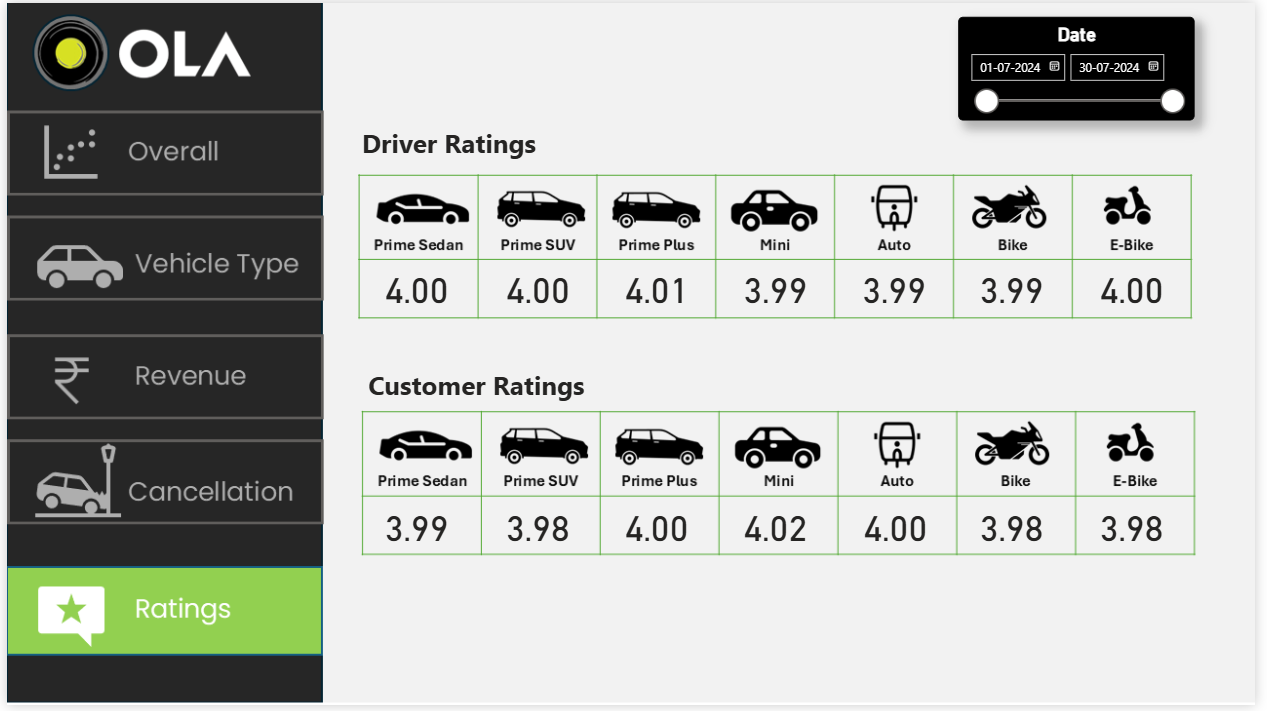 OLA
Overall
Vehicle Type
Revenue
Cancellation
Ratings
Date
01-07-2024 30-07-2024
Driver Ratings
Prime Sedan Prime SUV Prime Plus Mini Auto Bike E-Bike
4.00 4.00 4.01 3.99 3.99 3.99 4.00
Customer Ratings
Prime Sedan Prime SUV Prime Plus Mini Auto Bike E-Bike
3.99 3.98 4.00 4.02 4.00 3.98 3.98